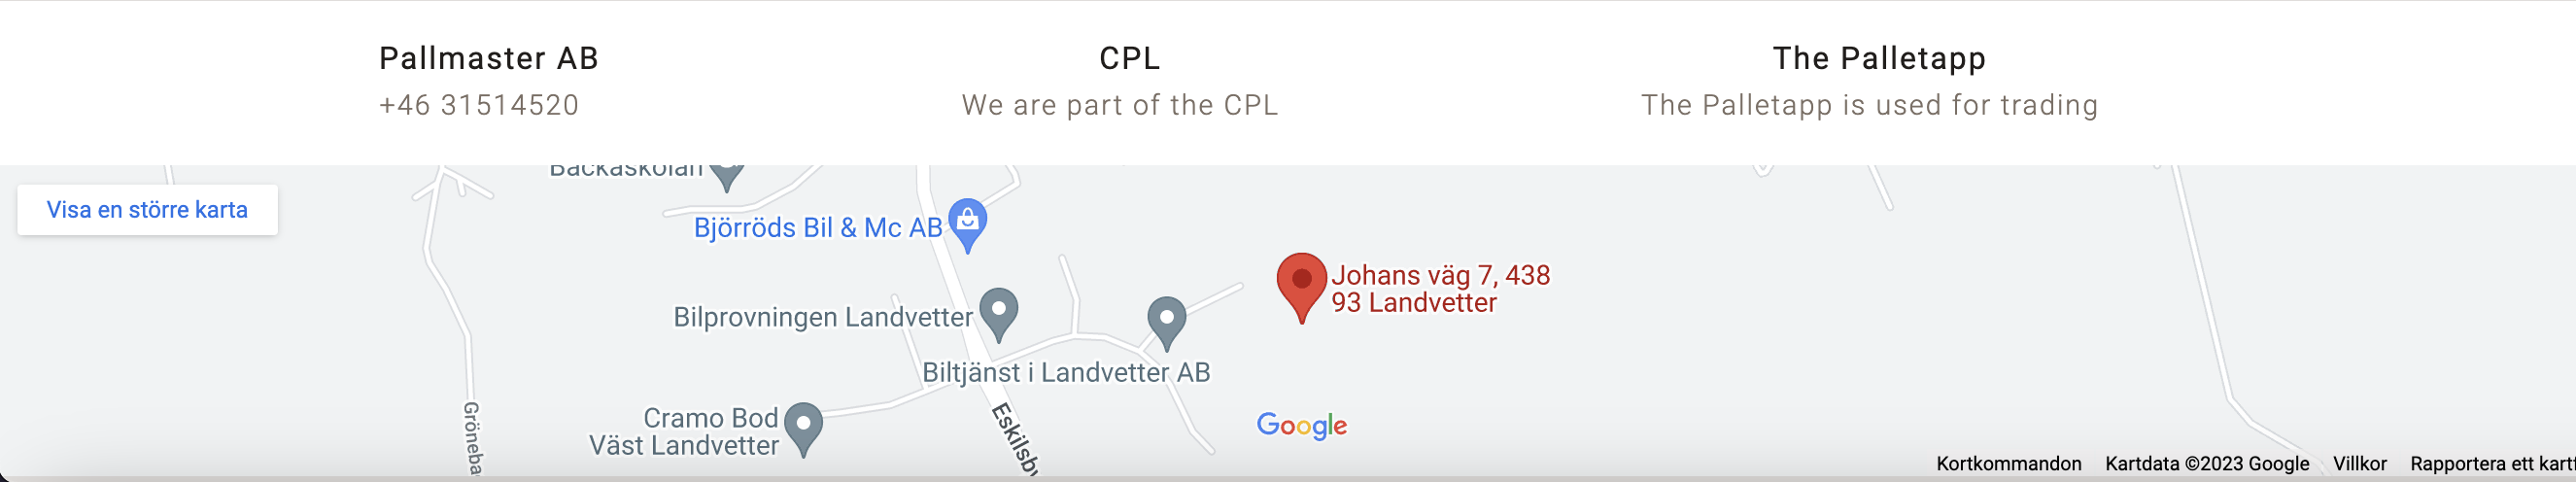 Pallmaster AB
+46 31514520
CPL
We are part of the CPL
The Palletapp
The Palletapp is used for trading
Backaskolan
Visa en större karta
Björröds Bil & Mc AB
Johans väg 7, 438
93 Landvetter
Bilprovningen Landvetter
Biltjänst i Landvetter AB
Cramo Bod
Väst Landvetter
Gröneba
Eskilsby
Google
Kortkommandon
Kartdata ©2023 Google
Villkor
Rapportera ett kartf